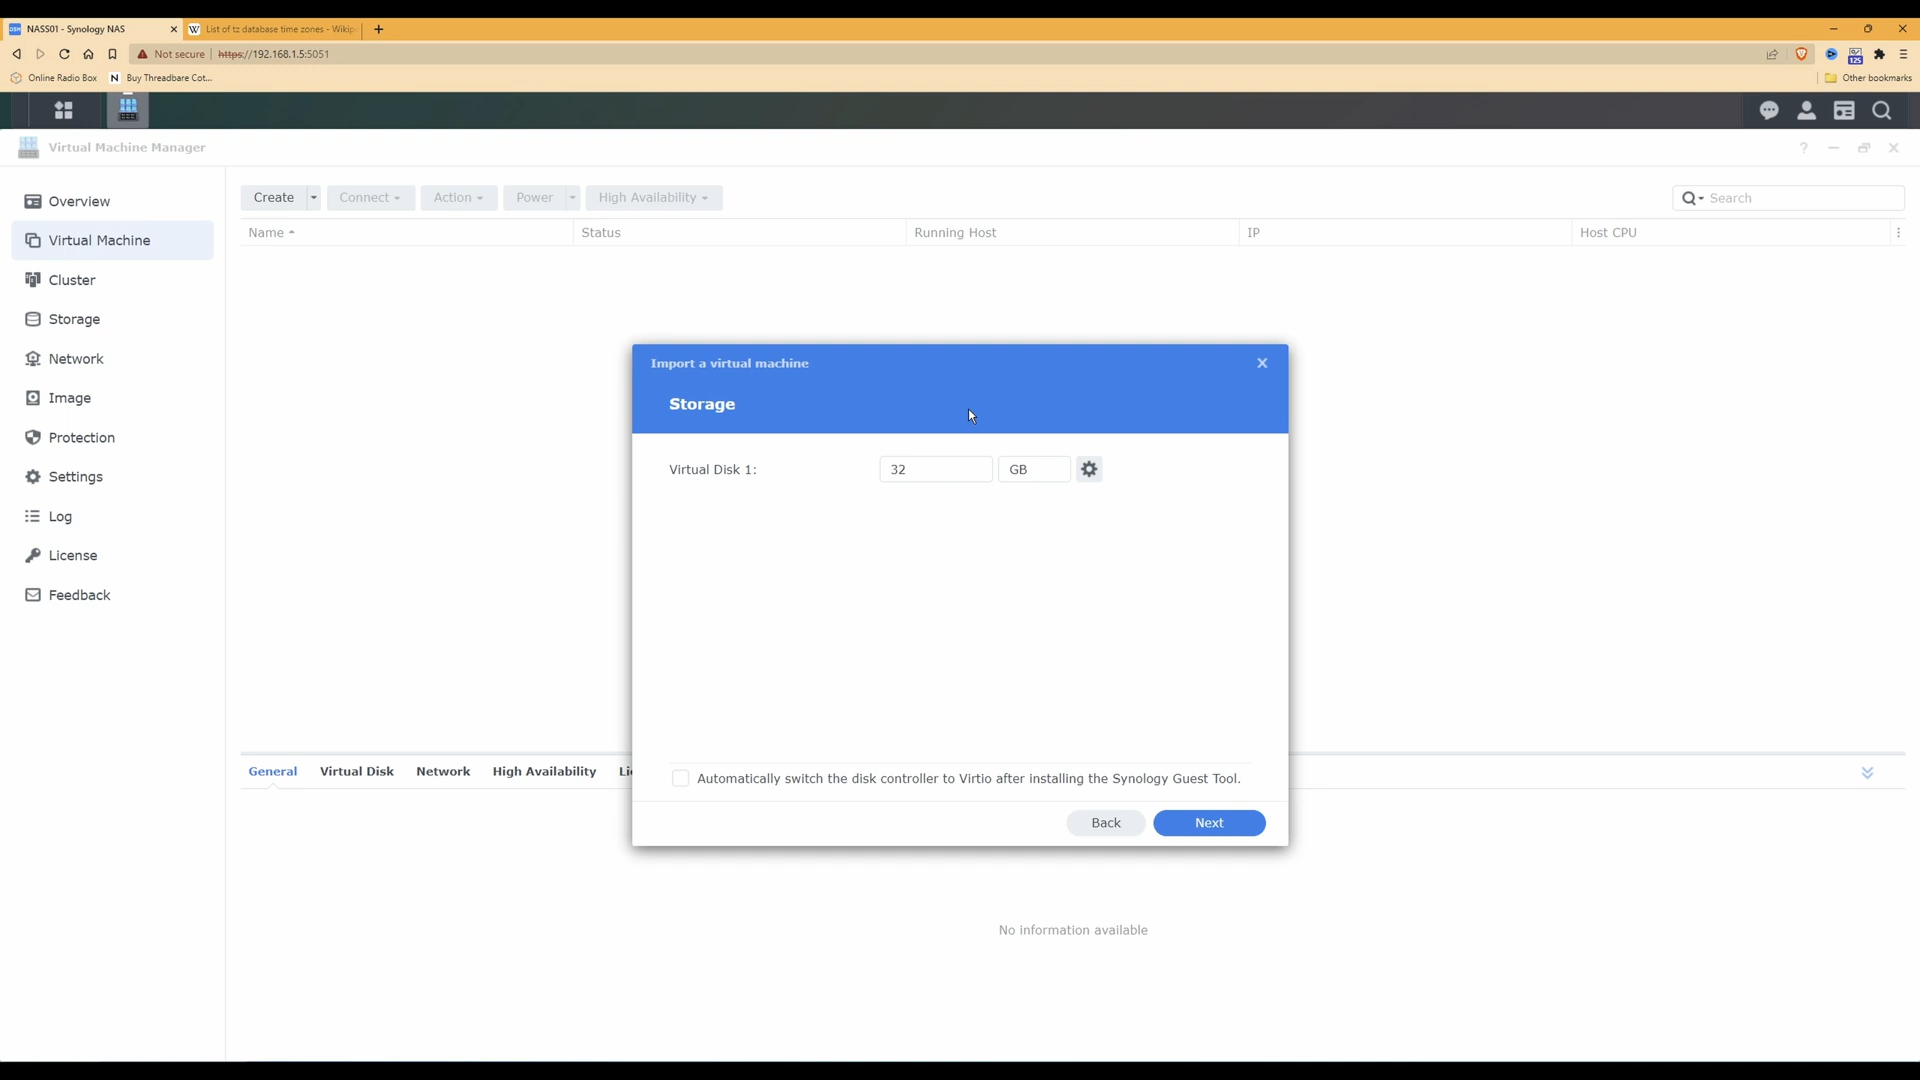 NASS01 - Synology NAS
List of tz database time zones - Wikip
Not secure
https://192.168.1.5:5051
125
Online Radio Box
N Buy Threadbare Cot...
Other bookmarks
Virtual Machine Manager
Overview
Virtual Machine
Cluster
Storage
Network
Image
Protection
Settings
Log
License
Feedback
Create
Connect
Action
Power
High Availability
Search
Name
Status
Running Host
IP
Host CPU
Import a virtual machine
Storage
Virtual Disk 1:
32
GB
Automatically switch the disk controller to Virtio after installing the Synology Guest Tool.
Back
Next
General
Virtual Disk
Network
High Availability
Li
No information available